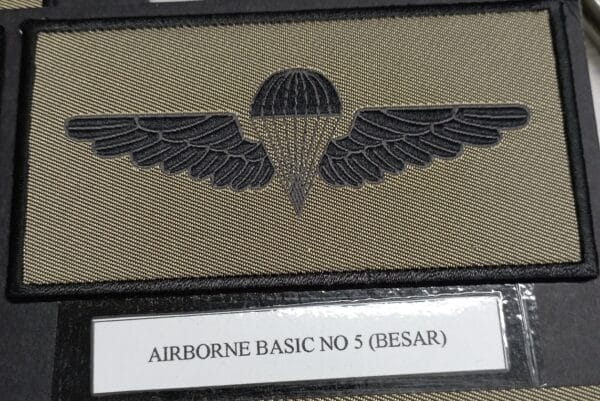 AIRBORNE BASIC NO 5 (BESAR)